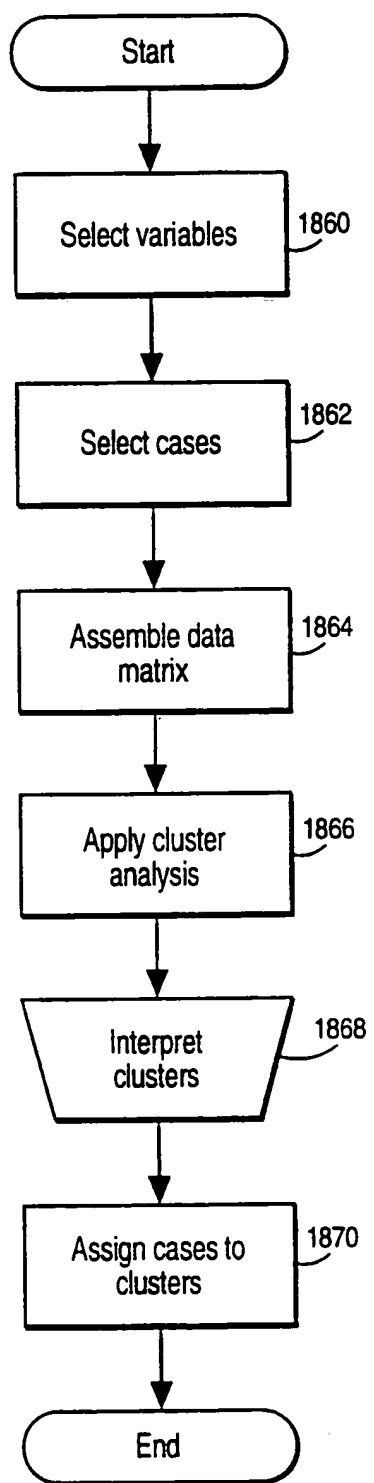 Start
Select variables
1860
Select cases
1862
Assemble data
matrix
1864
Apply cluster
analysis
1866
Interpret
clusters
1868
Assign cases to
clusters
1870
End